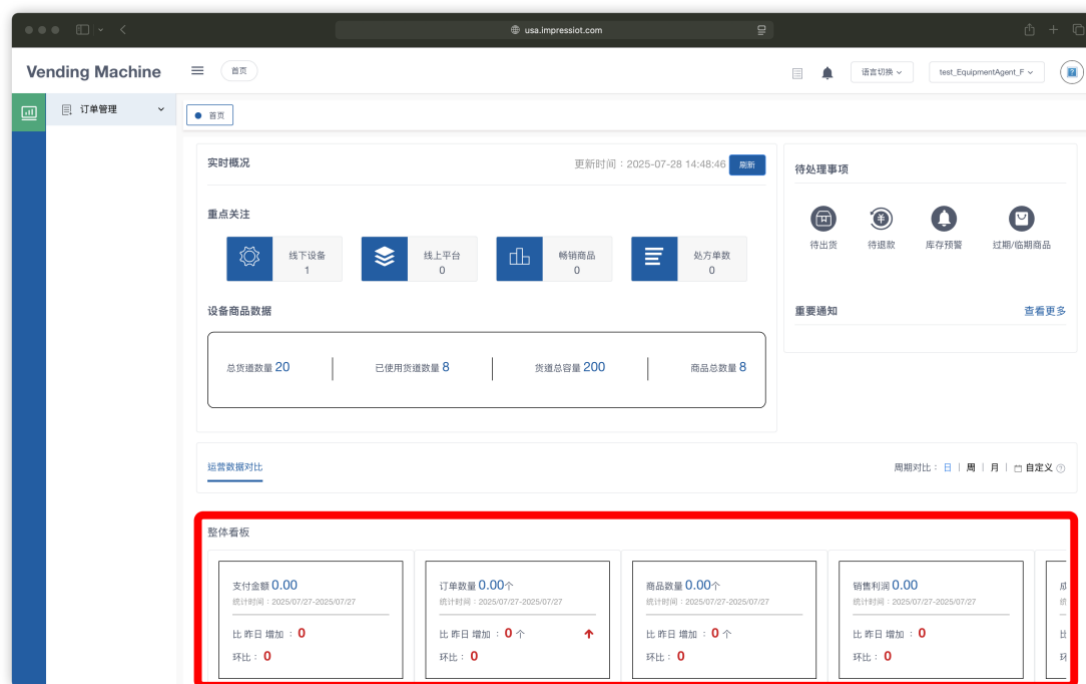 usa.impressiot.com
Vending Machine
首页
语言切换
test_EquipmentAgent_F
订单管理
首页
实时概况
更新时间：2025-07-28 14:48:46
刷新
重点关注
线下设备
1
线上平台
0
畅销商品
0
处方单数
0
设备商品数据
总货道数量 20
已使用货道数量 8
货道总容量 200
商品总数量 8
待处理事项
待出货
待退款
库存预警
过期/临期商品
重要通知
查看更多
运营数据对比
周期对比： 日 | 周 | 月 | 自定义
整体看板
支付金额 0.00
统计时间：2025/07/27-2025/07/27
比 昨日 增加 ： 0
环比： 0
订单数量 0.00个
统计时间：2025/07/27-2025/07/27
比 昨日 增加 ： 0 个
环比： 0
商品数量 0.00个
统计时间：2025/07/27-2025/07/27
比 昨日 增加 ： 0 个
环比： 0
销售利润 0.00
统计时间：2025/07/27-2025/07/27
比 昨日 增加 ： 0
环比： 0